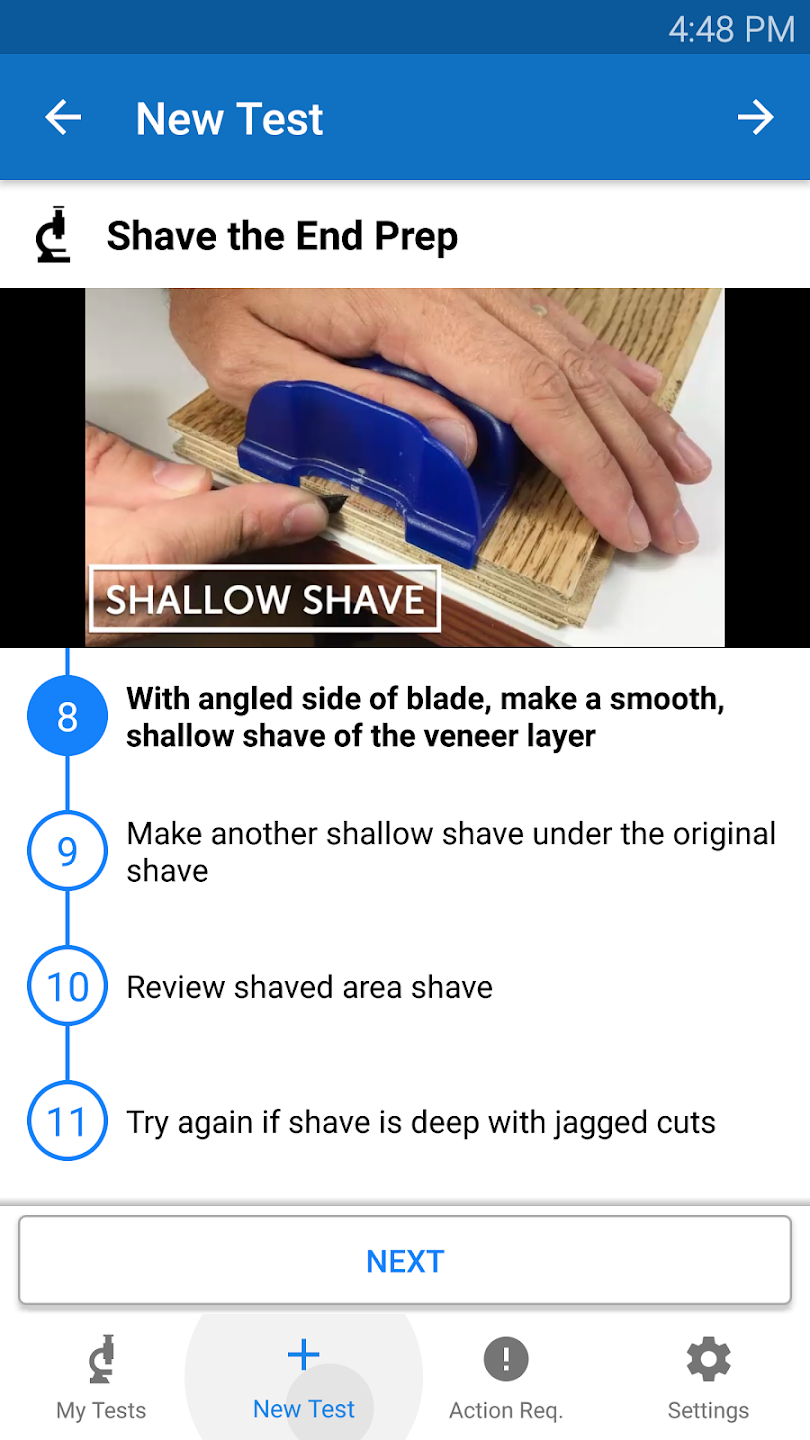 4:48 PM
New Test
Shave the End Prep
SHALLOW SHAVE
8
With angled side of blade, make a smooth,
shallow shave of the veneer layer
9
Make another shallow shave under the original
shave
10
Review shaved area shave
11
Try again if shave is deep with jagged cuts
NEXT
My Tests
New Test
Action Req.
Settings